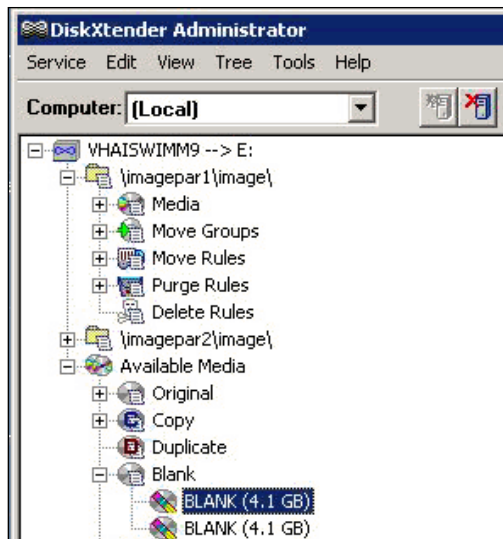 DiskXtender Administrator
Service Edit View Tree Tools Help
Computer: (Local)
VHAISWIMM9 --> E:
\imagepar1\image\
Media
Move Groups
Move Rules
Purge Rules
Delete Rules
\imagepar2\image\
Available Media
Original
Copy
Duplicate
Blank
BLANK (4.1 GB)
BLANK (4.1 GB)